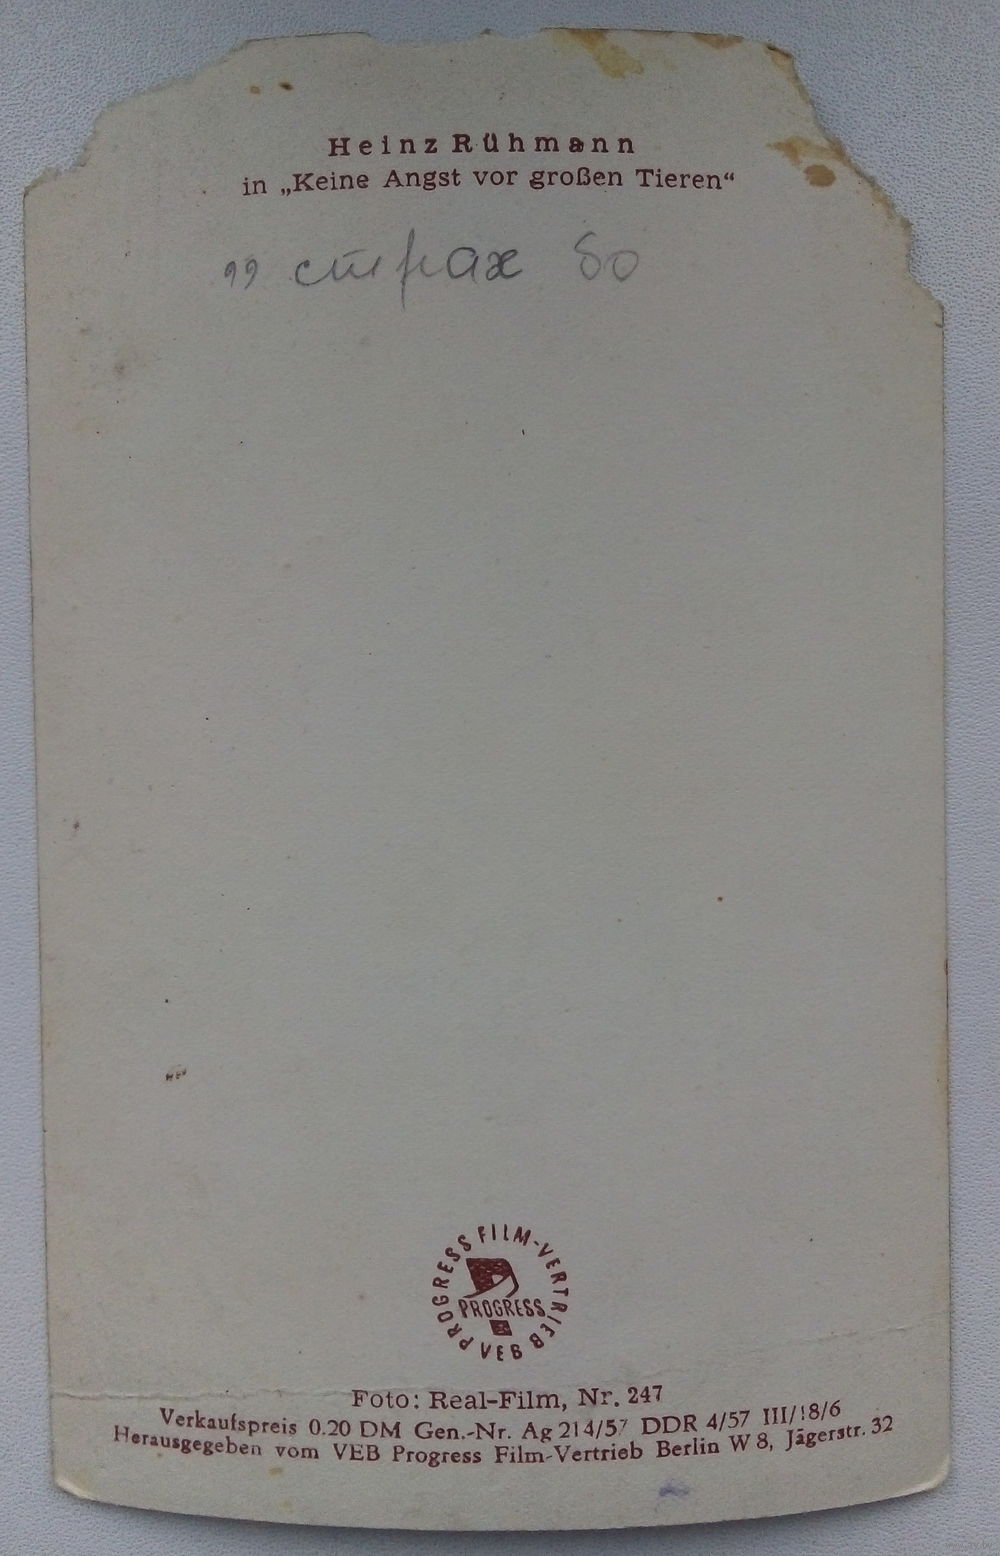 Heinz Rühmann
in „Keine Angst vor großen Tieren“
„ страх 80
PROGRESS FILM-VERTRIEB VEB
PROGRESS
Foto: Real-Film, Nr. 247
Verkaufspreis 0.20 DM Gen.-Nr. Ag 214/57 DDR 4/57 III/18/6
Herausgegeben vom VEB Progress Film-Vertrieb Berlin W 8, Jägerstr. 32